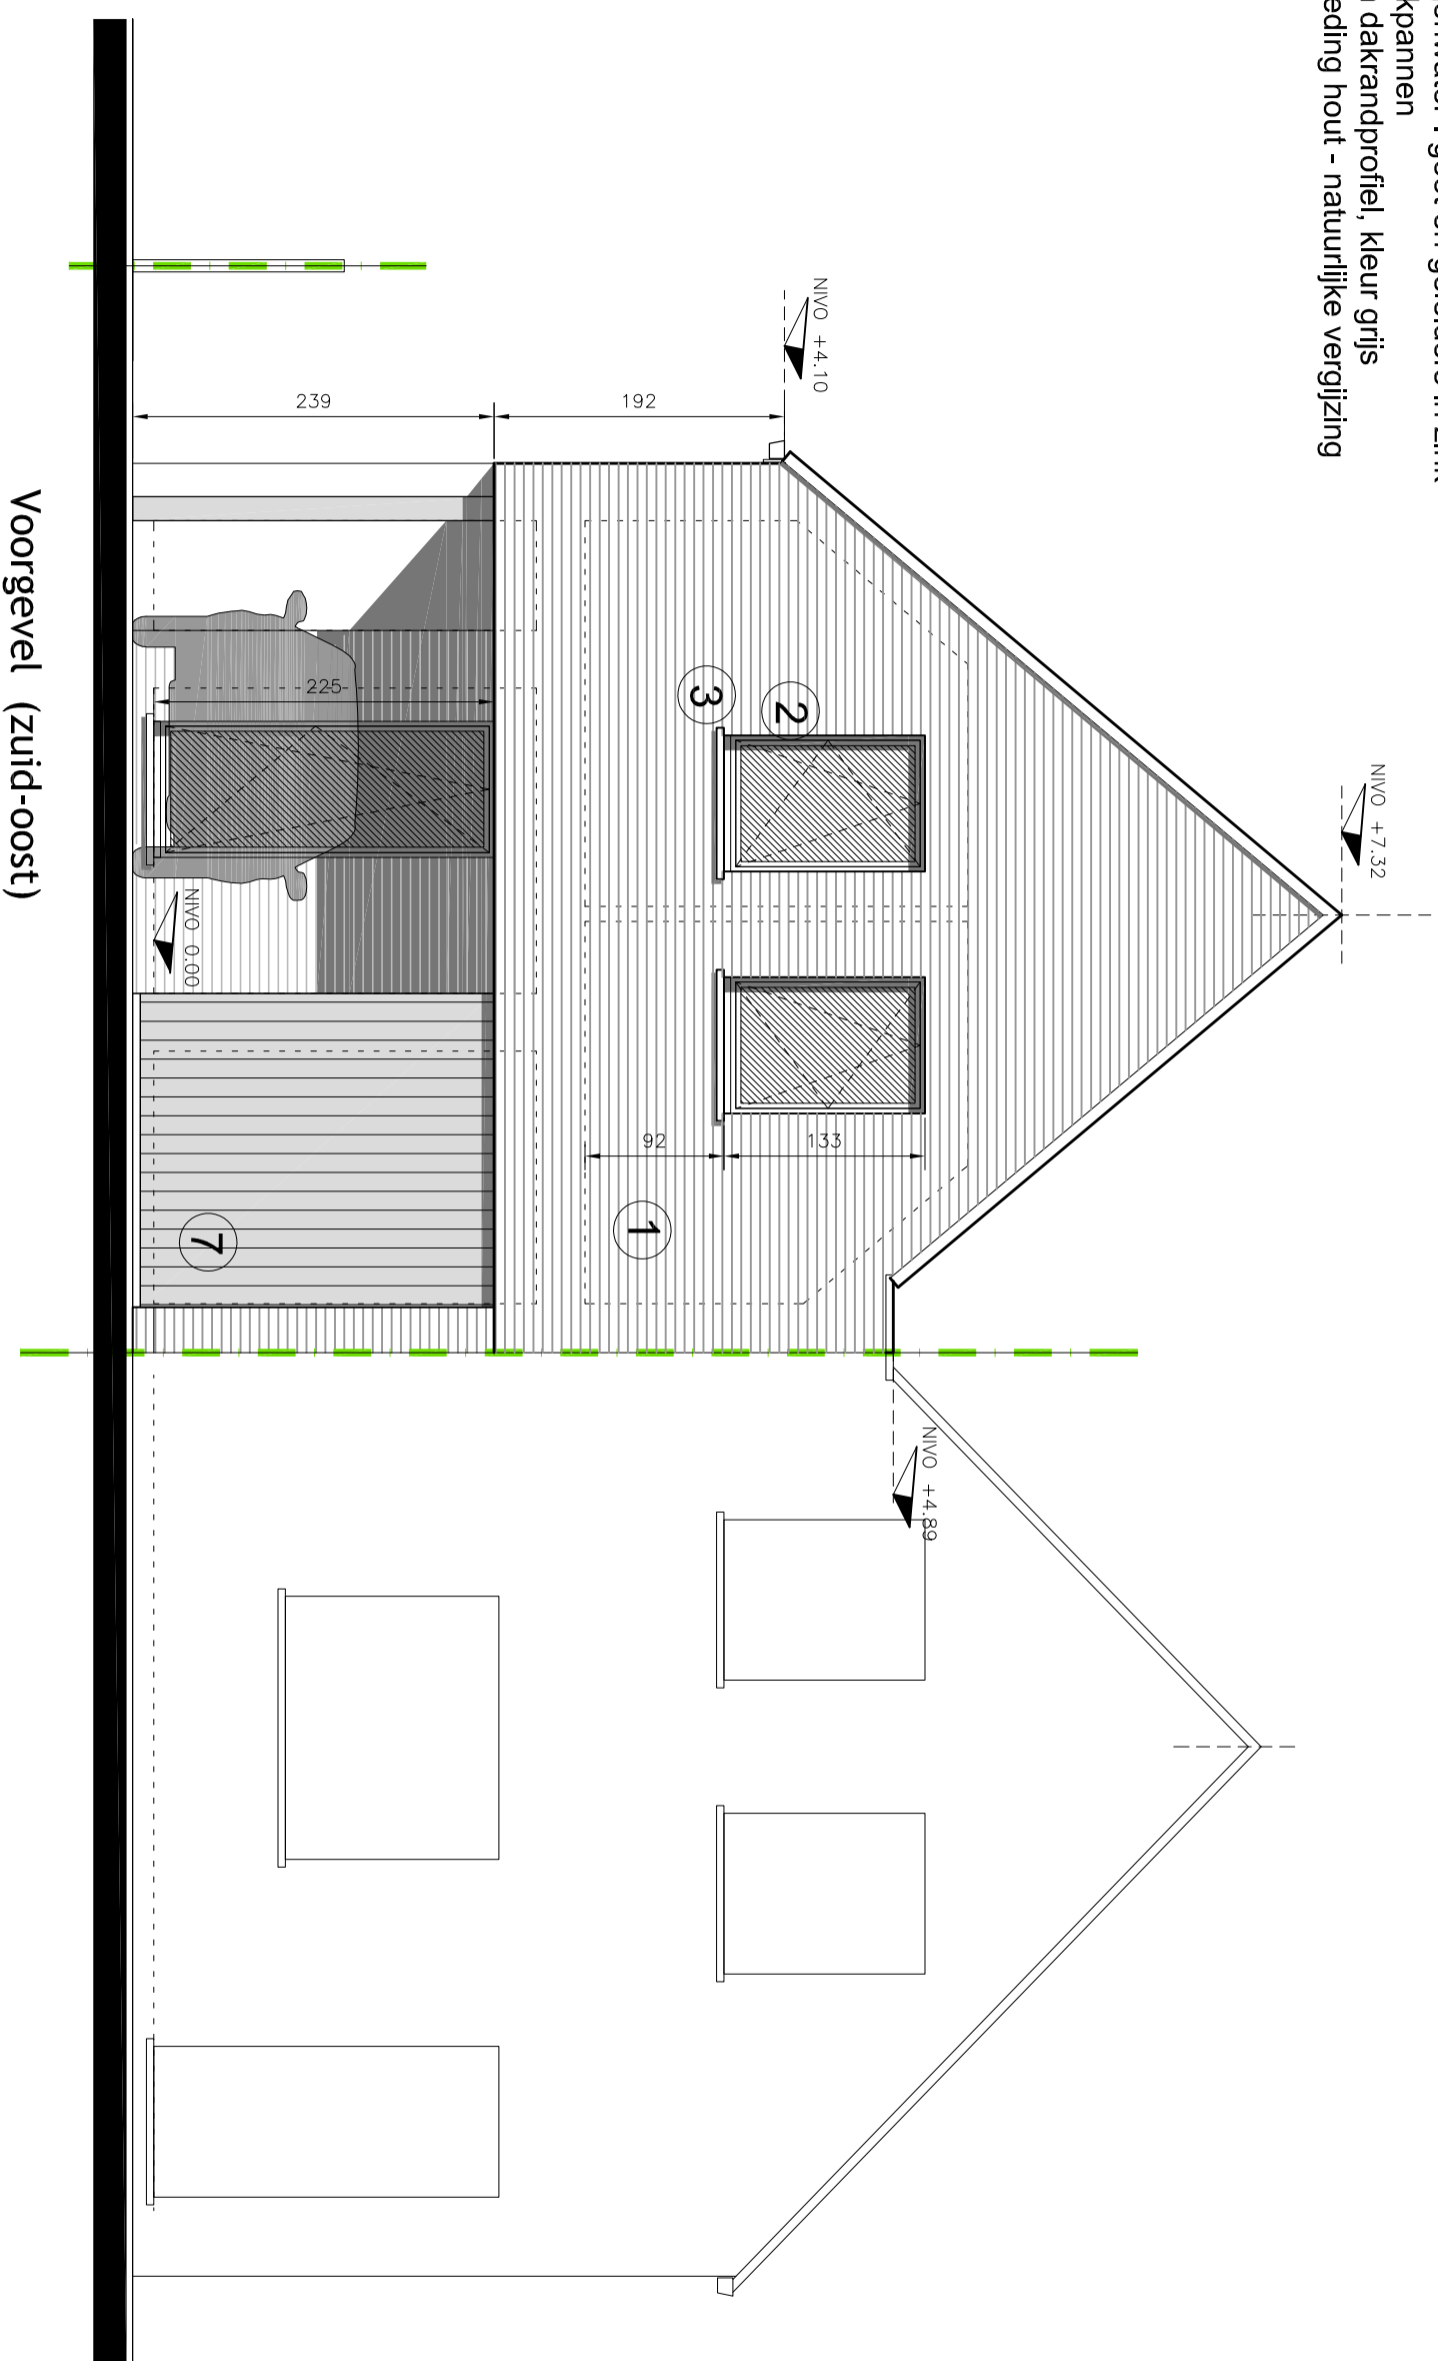 kpannen
dakrandprofiel, kleur grijs
eding hout - natuurlijke vergijzing
NIVO +7.32
NIVO +4.10
NIVO +4.89
239
192
225
133
92
3
2
1
7
NIVO 0.00
Voorgevel (zuid-oost)